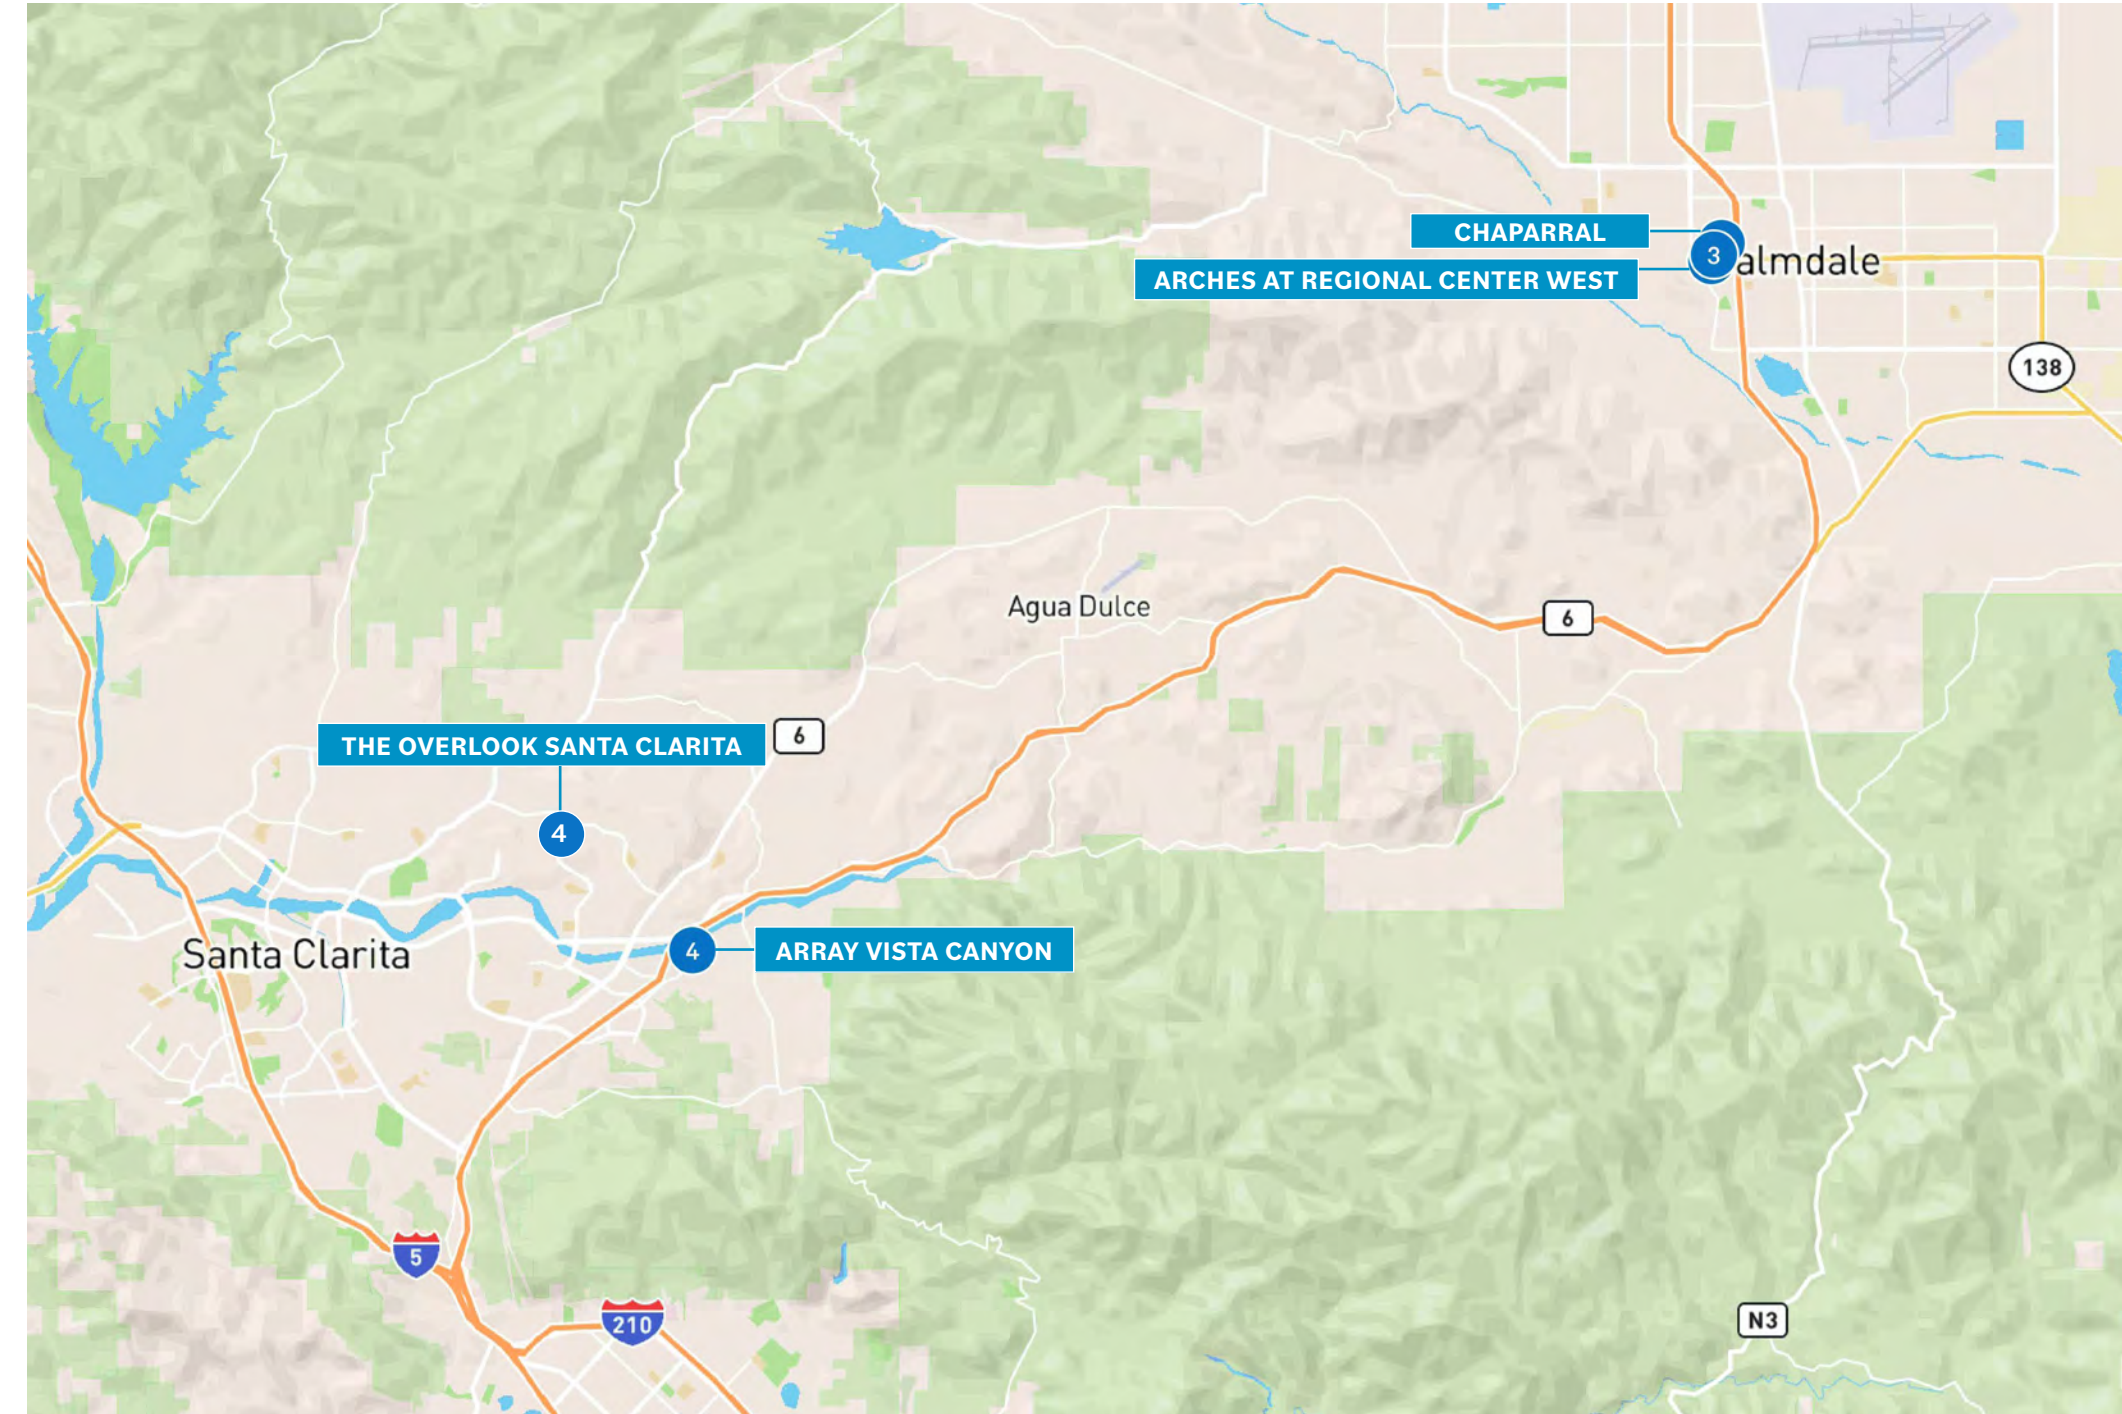 CHAPARRAL
3
almdale
ARCHES AT REGIONAL CENTER WEST
138
Agua Dulce
6
THE OVERLOOK SANTA CLARITA
6
4
Santa Clarita
4
ARRAY VISTA CANYON
5
210
N3